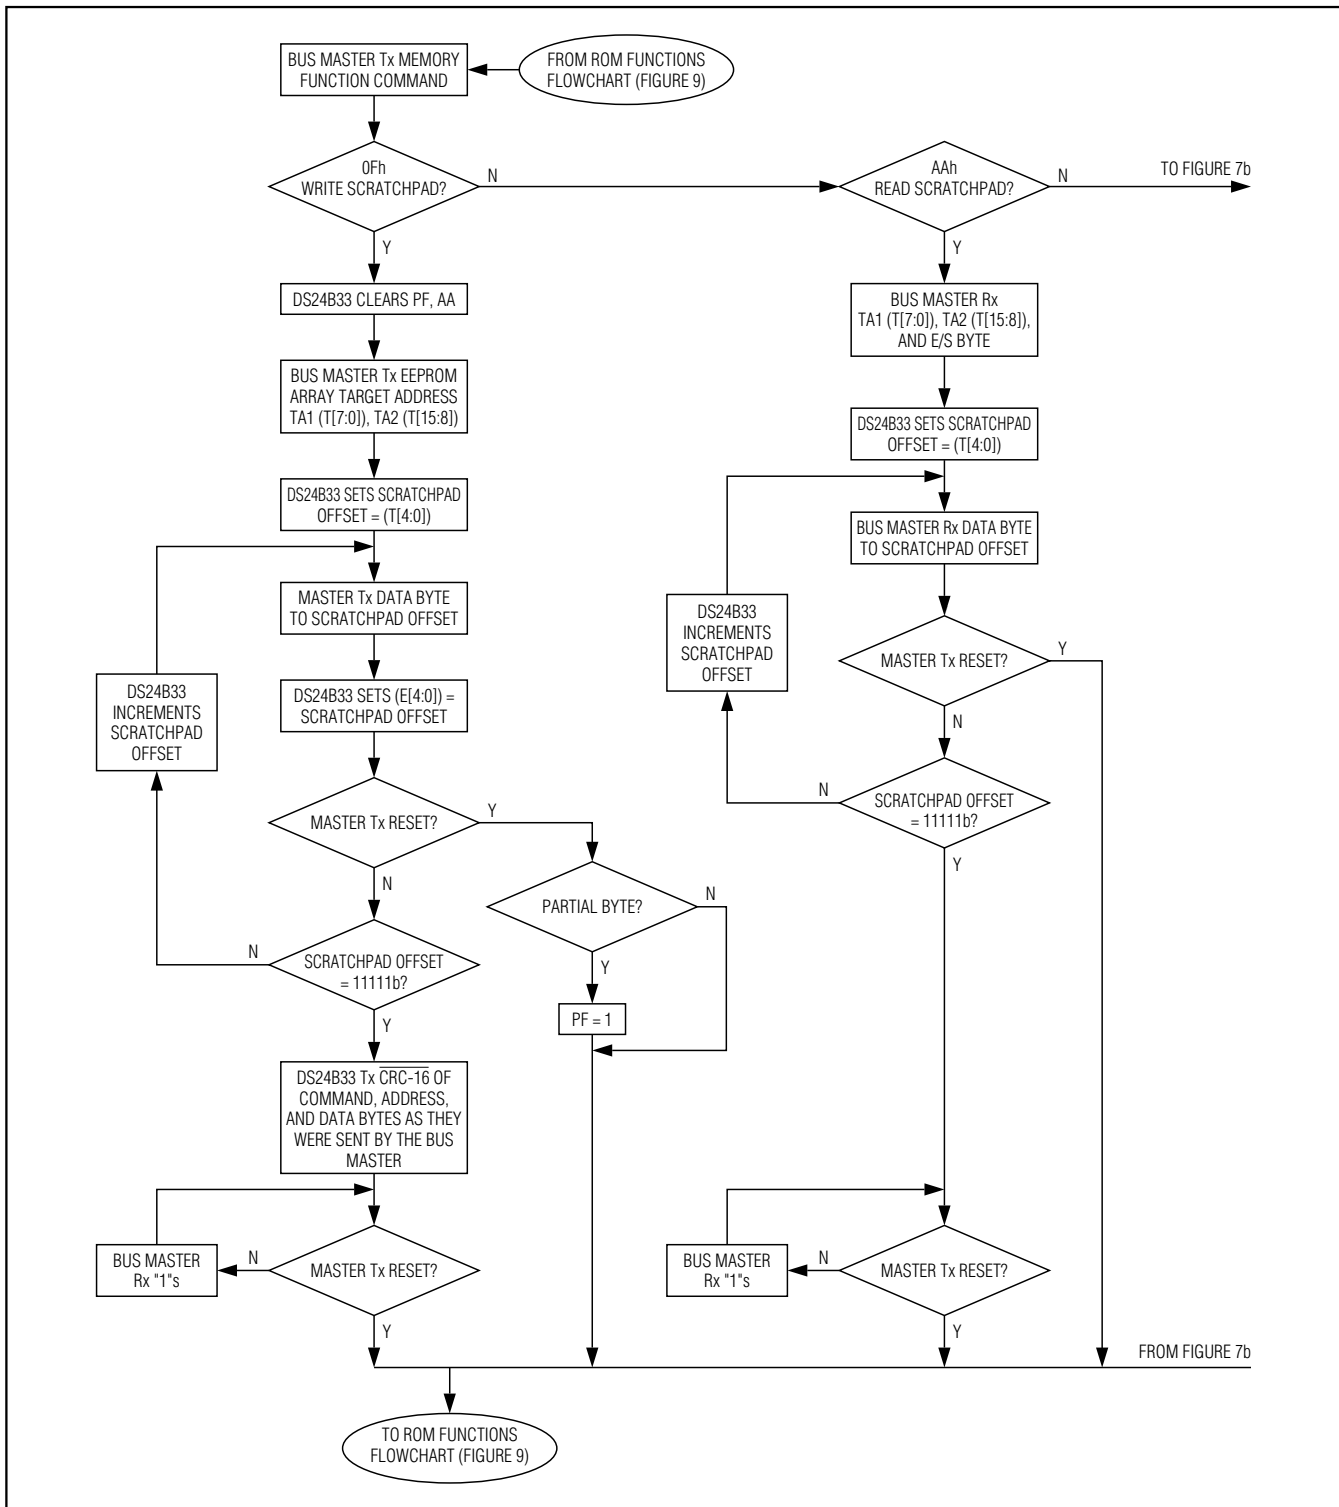 BUS MASTER Tx MEMORY
FUNCTION COMMAND
FROM ROM FUNCTIONS
FLOWCHART (FIGURE 9)
0Fh
WRITE SCRATCHPAD?
N
Y
AAh
READ SCRATCHPAD?
N
Y
TO FIGURE 7b
DS24B33 CLEARS PF, AA
BUS MASTER Tx EEPROM
ARRAY TARGET ADDRESS
TA1 (T[7:0]), TA2 (T[15:8])
DS24B33 SETS SCRATCHPAD
OFFSET = (T[4:0])
MASTER Tx DATA BYTE
TO SCRATCHPAD OFFSET
DS24B33 SETS (E[4:0]) =
SCRATCHPAD OFFSET
DS24B33
INCREMENTS
SCRATCHPAD
OFFSET
MASTER Tx RESET?
Y
N
PARTIAL BYTE?
N
Y
PF = 1
SCRATCHPAD OFFSET
= 11111b?
N
Y
DS24B33 Tx CRC-16 OF
COMMAND, ADDRESS,
AND DATA BYTES AS THEY
WERE SENT BY THE BUS
MASTER
BUS MASTER
Rx "1"s
N
MASTER Tx RESET?
Y
BUS MASTER Rx
TA1 (T[7:0]), TA2 (T[15:8]),
AND E/S BYTE
DS24B33 SETS SCRATCHPAD
OFFSET = (T[4:0])
BUS MASTER Rx DATA BYTE
TO SCRATCHPAD OFFSET
DS24B33
INCREMENTS
SCRATCHPAD
OFFSET
MASTER Tx RESET?
Y
N
SCRATCHPAD OFFSET
= 11111b?
N
Y
BUS MASTER
Rx "1"s
N
MASTER Tx RESET?
Y
FROM FIGURE 7b
TO ROM FUNCTIONS
FLOWCHART (FIGURE 9)